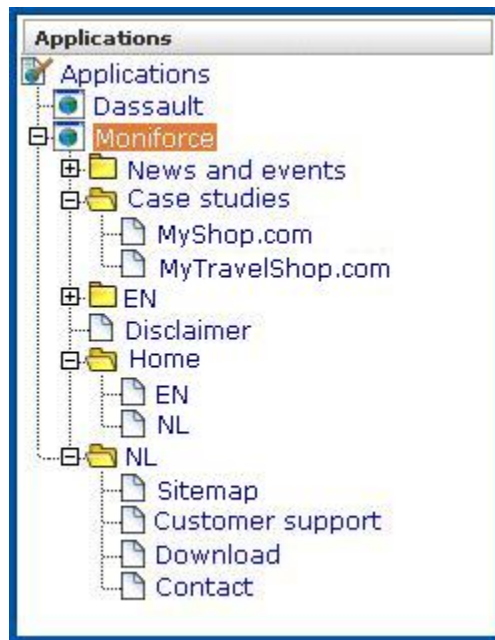 Applications
Applications
Dassault
Moniforce
News and events
Case studies
MyShop.com
MyTravelShop.com
EN
Disclaimer
Home
EN
NL
NL
Sitemap
Customer support
Download
Contact